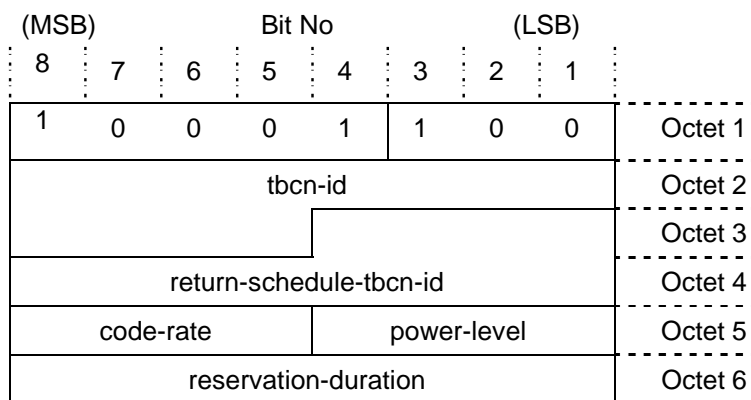 (MSB) Bit No (LSB)
8 7 6 5 4 3 2 1
1 0 0 0 1 1 0 0 Octet 1
tbcn-id Octet 2
Octet 3
return-schedule-tbcn-id Octet 4
code-rate power-level Octet 5
reservation-duration Octet 6